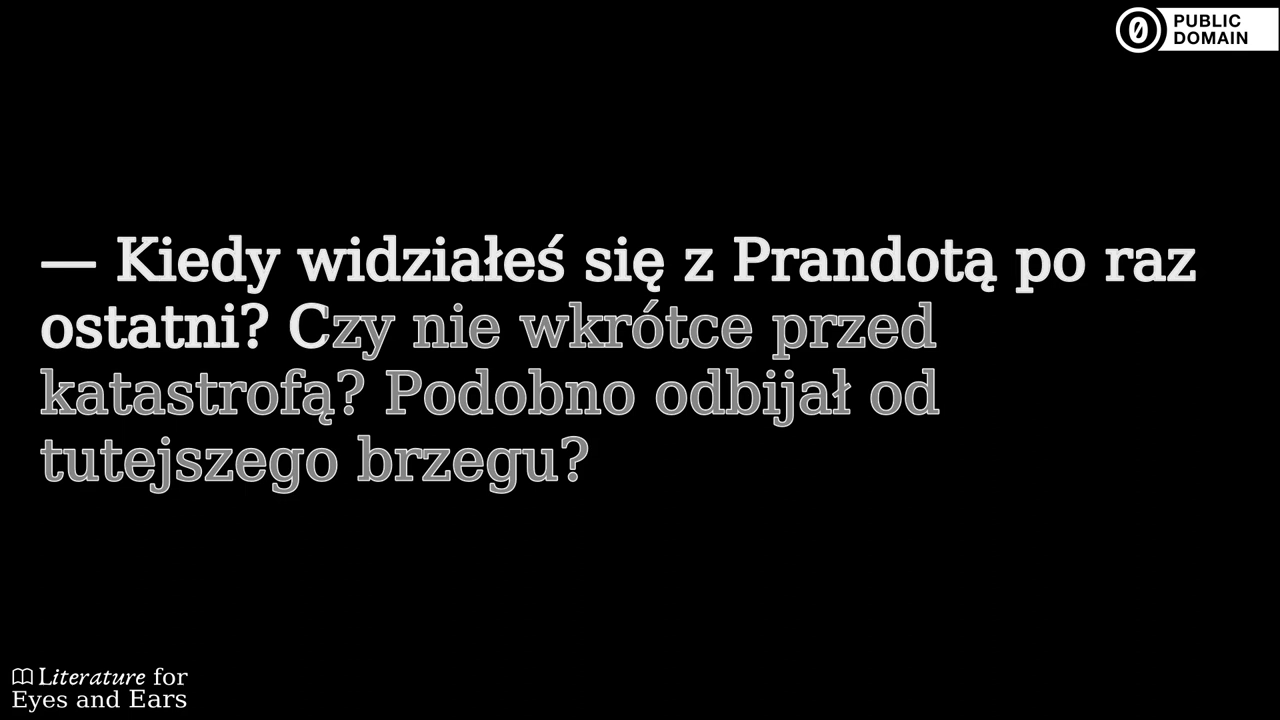 PUBLIC
DOMAIN
— Kiedy widziałeś się z Prandotą po raz
ostatni? Czy nie wkrótce przed
katastrofą? Podobno odbijał od
tutejszego brzegu?
Literature for
Eyes and Ears